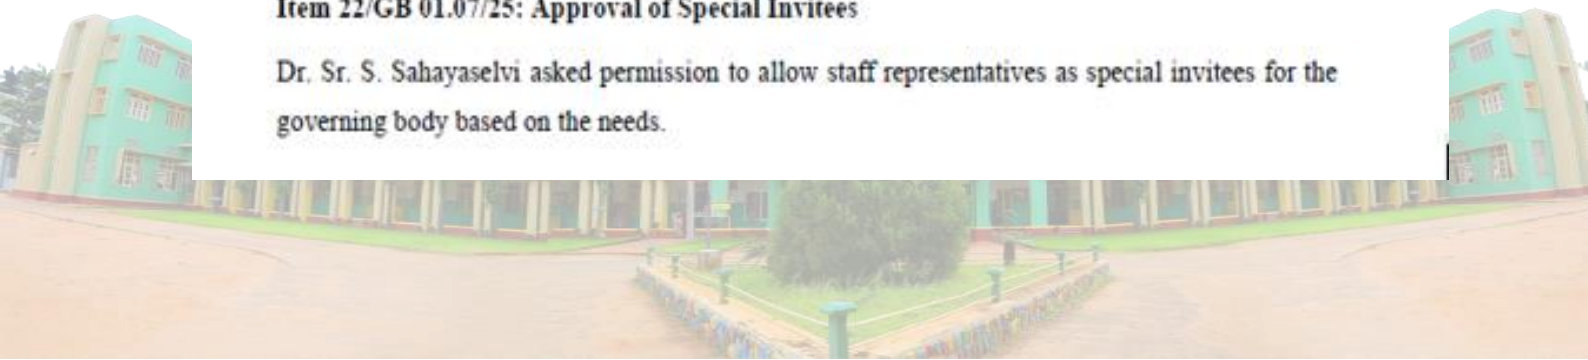 Item 22/GB 01.07/25: Approval of Special Invitees
Dr. Sr. S. Sahayaselvi asked permission to allow staff representatives as special invitees for the
governing body based on the needs.